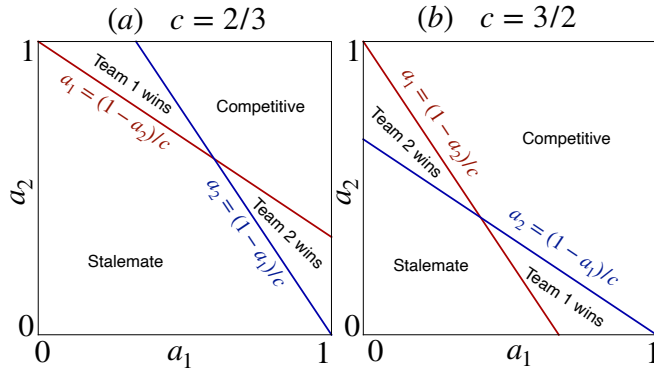 (a) c = 2/3
1
Team 1 wins
Competitive
a₁ = (1 − a₂)/c
a₂ = (1 − a₁)/c
Team 2 wins
a₂
Stalemate
0
0
a₁
1
(b) c = 3/2
1
a₁ = (1 − a₂)/c
Team 2 wins
Competitive
a₂
a₂ = (1 − a₁)/c
Stalemate
Team 1 wins
0
0
a₁
1